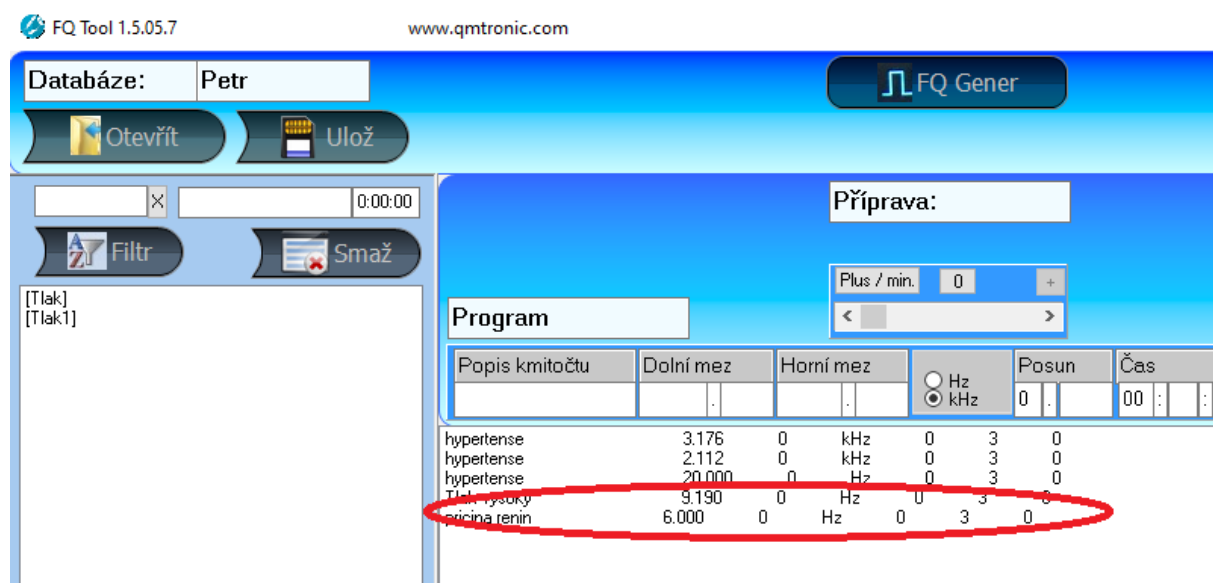 FQ Tool 1.5.05.7 www.qmtronic.com
Databáze: Petr
FQ Gener
Otevřít Ulož
X 0:00:00
Filtr Smaž
[Tlak]
[Tlak1]
Příprava:
Plus / min. 0 +
< >
Program
Popis kmitočtu Dolní mez Horní mez Hz kHz Posun Čas
. . 0 . 00 : :
hypertense 3.176 0 kHz 0 3 0
hypertense 2.112 0 kHz 0 3 0
hypertense 20.000 0 Hz 0 3 0
Tlak vysoky 9.190 0 Hz 0 3 0
pricina renin 6.000 0 Hz 0 3 0